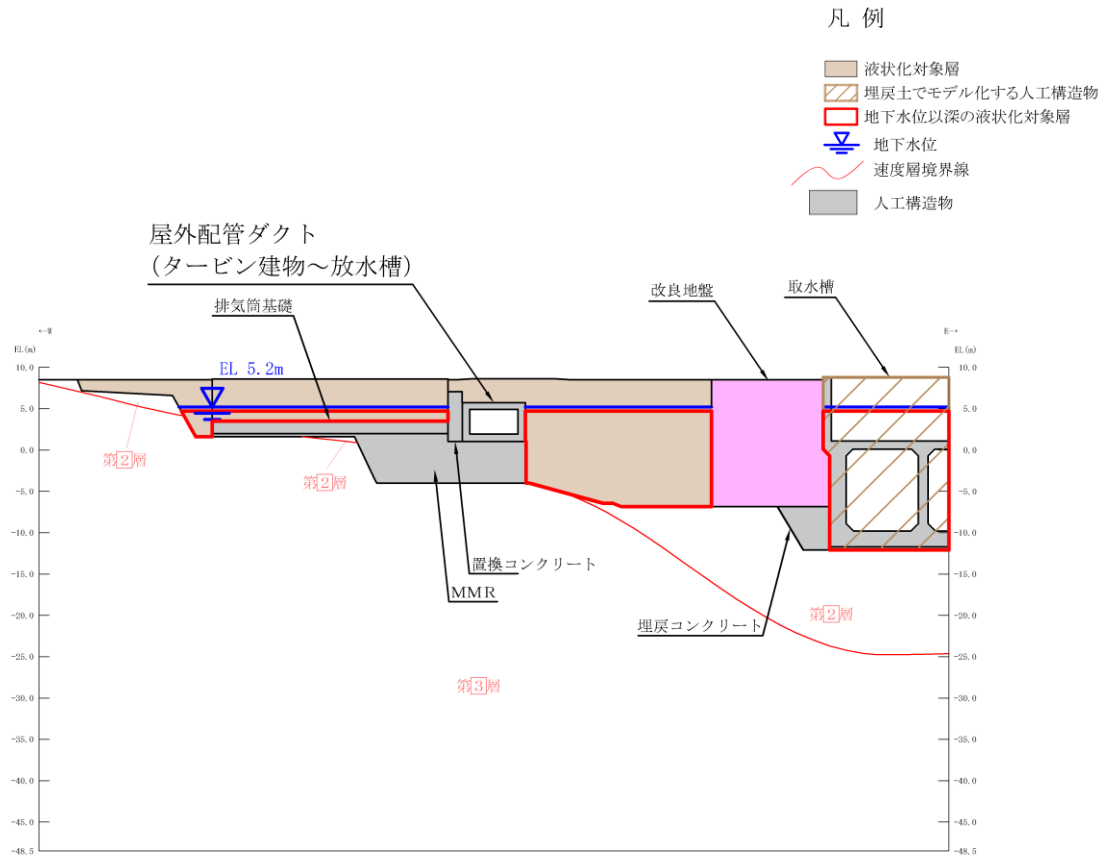 凡 例
液状化対象層
埋戻土でモデル化する人工構造物
地下水位以深の液状化対象層
地下水位
速度層境界線
人工構造物
屋外配管ダクト
(タービン建物～放水槽)
排気筒基礎
改良地盤
取水槽
←W
E→
EL(m)
EL(m)
EL 5.2m
10.0
10.0
5.0
5.0
0.0
0.0
-5.0
-5.0
-10.0
-10.0
-15.0
-15.0
-20.0
-20.0
-25.0
-25.0
-30.0
-30.0
-35.0
-35.0
-40.0
-40.0
-45.0
-45.0
-48.5
-48.5
第2層
第2層
置換コンクリート
MMR
埋戻コンクリート
第2層
第3層